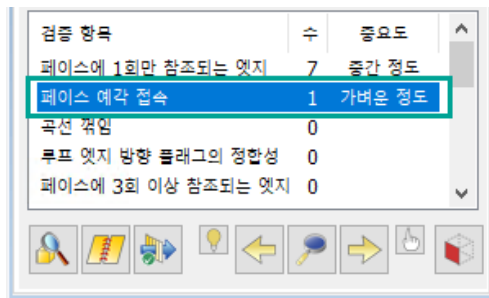 검증 항목 수 중요도
페이스에 1회만 참조되는 엣지 7 중간 정도
페이스 예각 접속 1 가벼운 정도
곡선 꺾임 0
루프 엣지 방향 플래그의 정합성 0
페이스에 3회 이상 참조되는 엣지 0